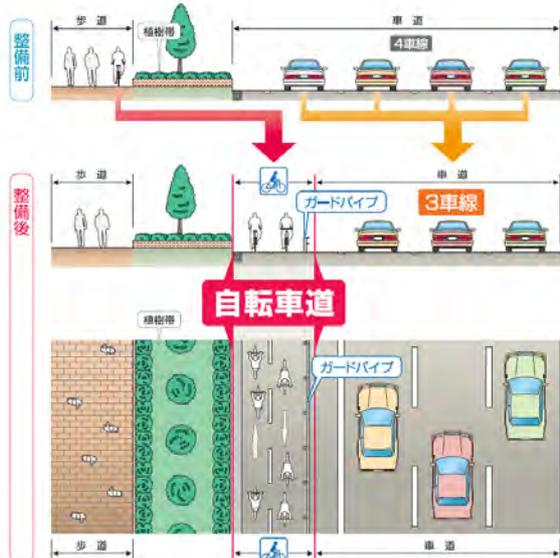 整備前
歩道
植樹帯
車道
4車線
整備後
歩道
車道
ガードパイプ
3車線
自転車道
植樹帯
ガードパイプ
歩道
車道